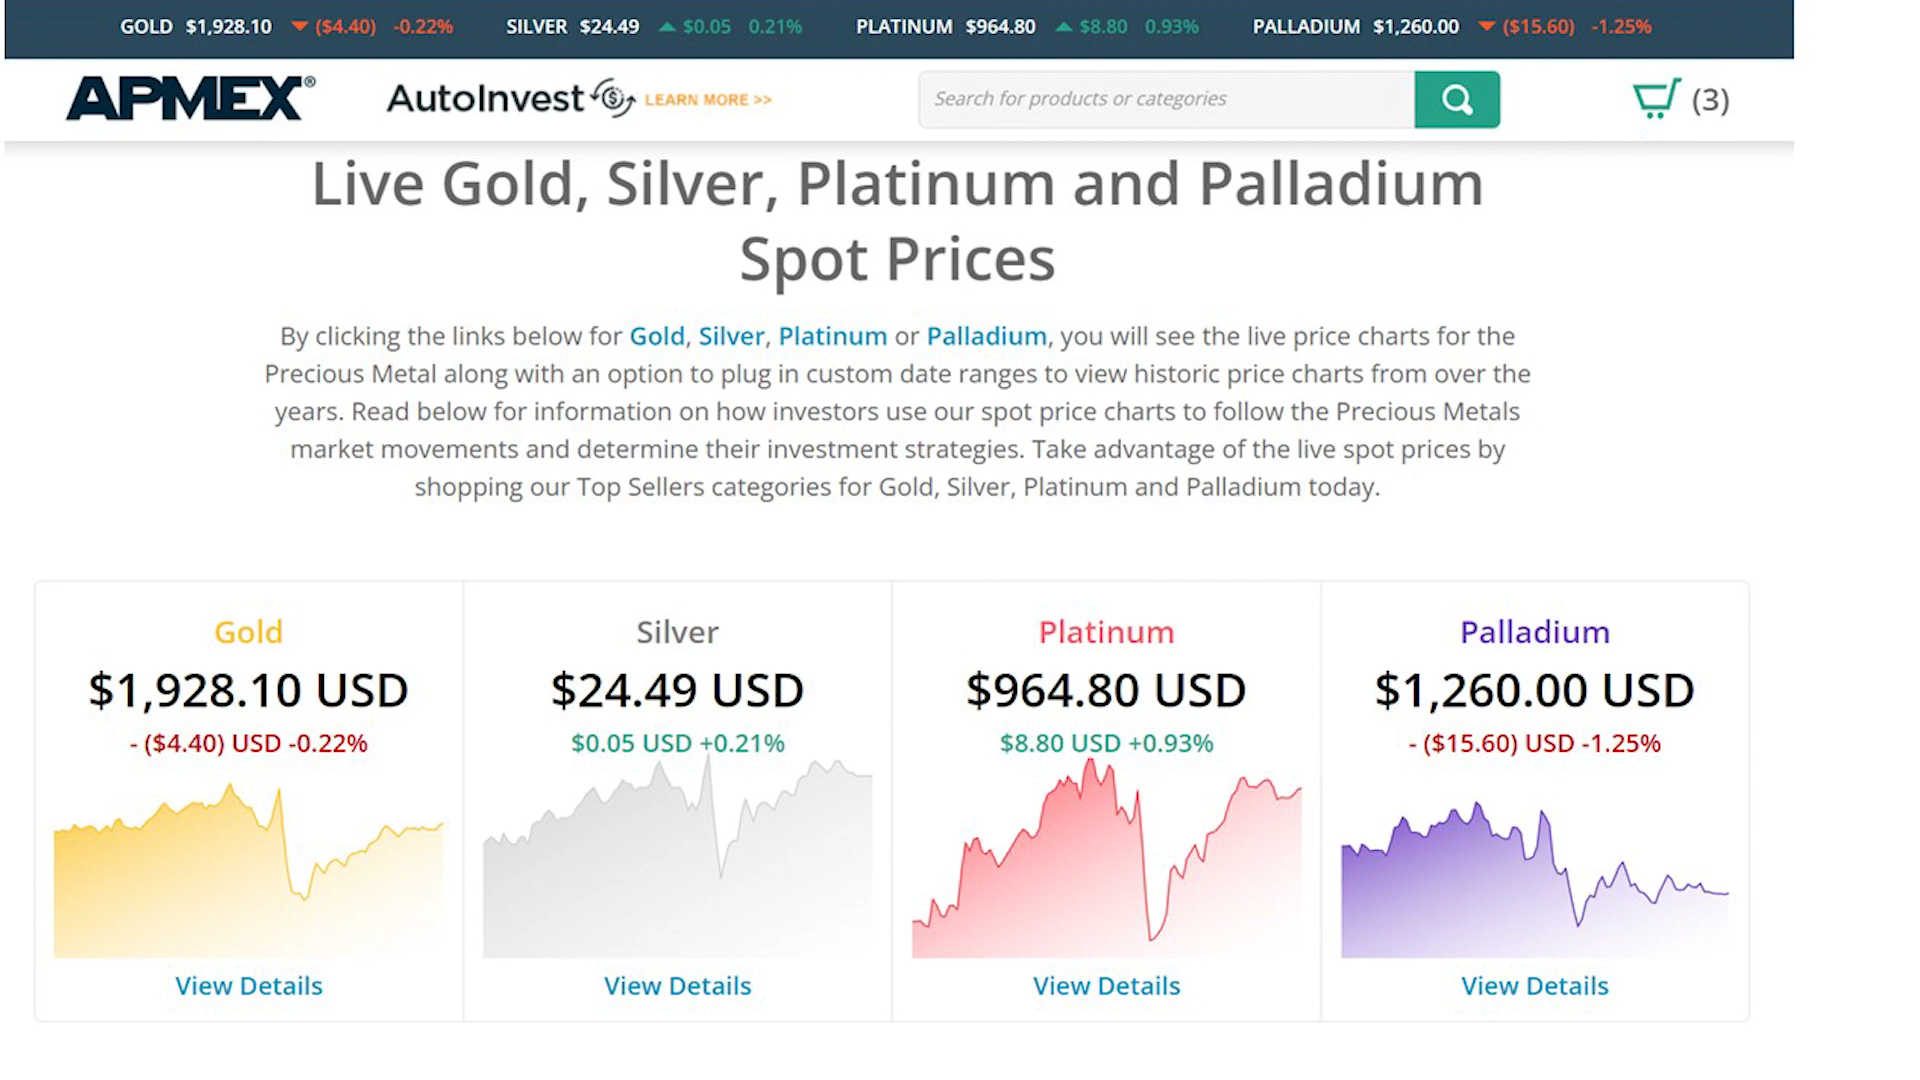 GOLD $1,928.10 ($4.40) -0.22% SILVER $24.49 $0.05 0.21% PLATINUM $964.80 $8.80 0.93% PALLADIUM $1,260.00 ($15.60) -1.25%
APMEX® AutoInvest $ LEARN MORE >> Search for products or categories (3)
Live Gold, Silver, Platinum and Palladium
Spot Prices
By clicking the links below for Gold, Silver, Platinum or Palladium, you will see the live price charts for the
Precious Metal along with an option to plug in custom date ranges to view historic price charts from over the
years. Read below for information on how investors use our spot price charts to follow the Precious Metals
market movements and determine their investment strategies. Take advantage of the live spot prices by
shopping our Top Sellers categories for Gold, Silver, Platinum and Palladium today.
Gold
$1,928.10 USD
- ($4.40) USD -0.22%
View Details
Silver
$24.49 USD
$0.05 USD +0.21%
View Details
Platinum
$964.80 USD
$8.80 USD +0.93%
View Details
Palladium
$1,260.00 USD
- ($15.60) USD -1.25%
View Details